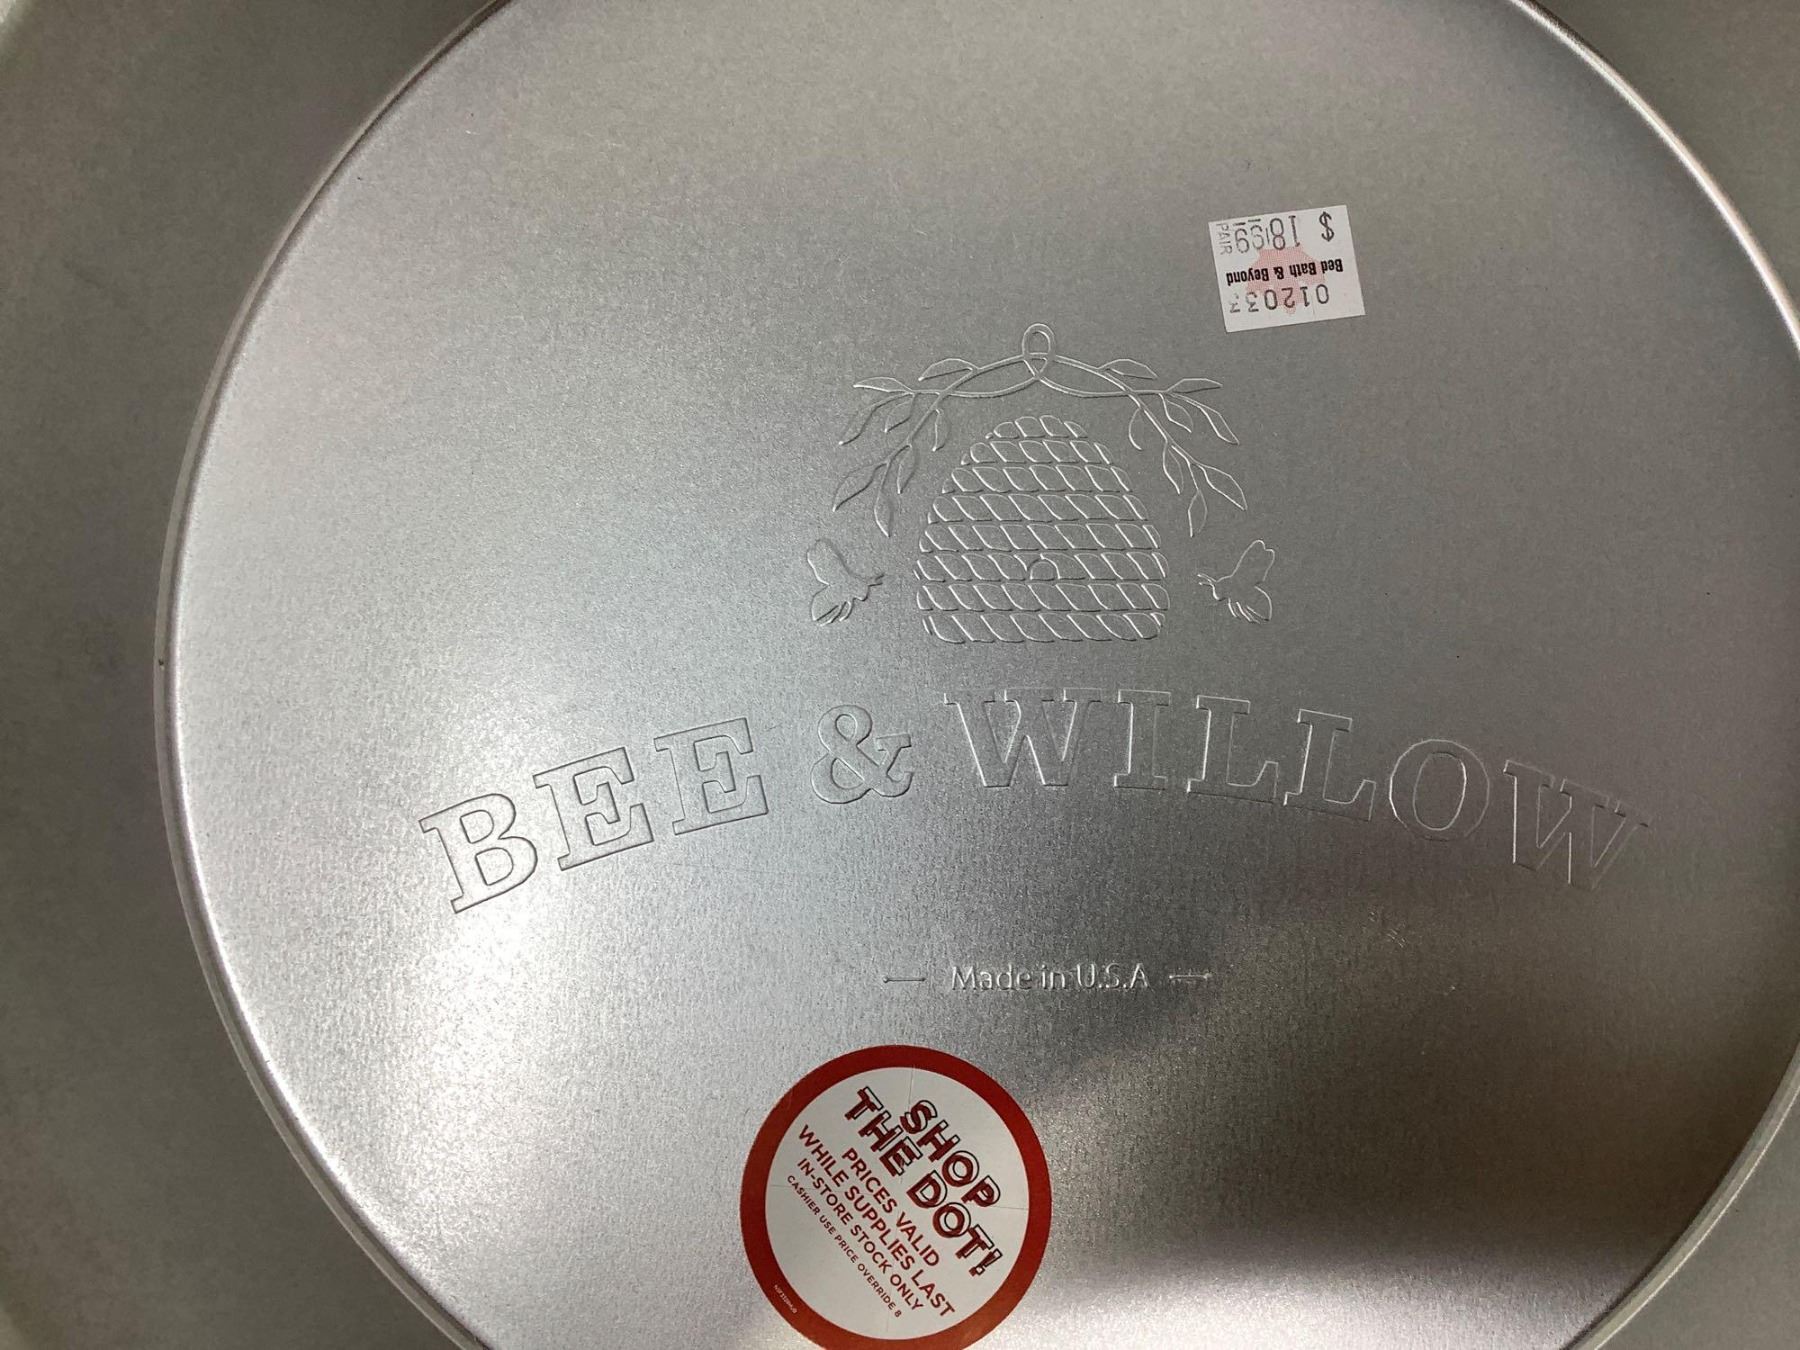 012033
Bed Bath & Beyond
$ 18.99
PAIR
BEE & WILLOW
Made in U.S.A
SHOP
THE DOT!
PRICES VALID
WHILE SUPPLIES LAST
IN-STORE STOCK ONLY
CASHIER USE PRICE OVERRIDE 8